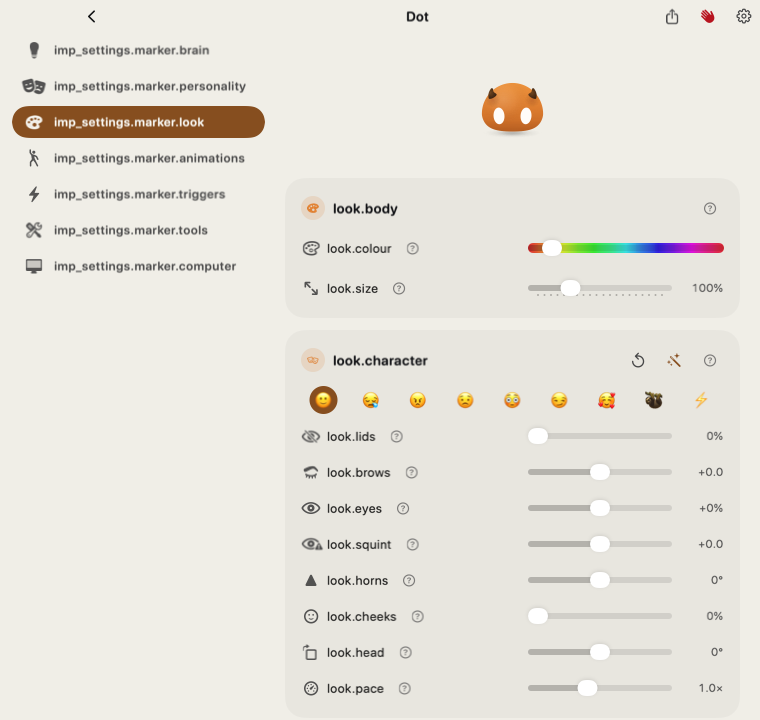 Dot
imp_settings.marker.brain
imp_settings.marker.personality
imp_settings.marker.look
imp_settings.marker.animations
imp_settings.marker.triggers
imp_settings.marker.tools
imp_settings.marker.computer
look.body
look.colour
look.size 100%
look.character
look.lids 0%
look.brows +0.0
look.eyes +0%
look.squint +0.0
look.horns 0°
look.cheeks 0%
look.head 0°
look.pace 1.0×